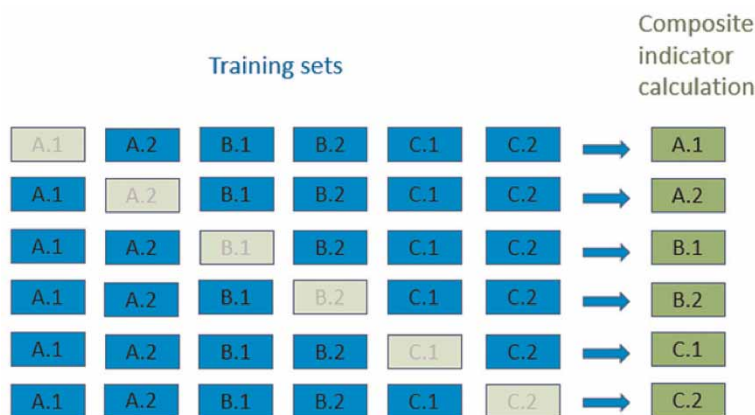 Composite
indicator
calculation
Training sets
A.1 A.2 B.1 B.2 C.1 C.2 A.1
A.1 A.2 B.1 B.2 C.1 C.2 A.2
A.1 A.2 B.1 B.2 C.1 C.2 B.1
A.1 A.2 B.1 B.2 C.1 C.2 B.2
A.1 A.2 B.1 B.2 C.1 C.2 C.1
A.1 A.2 B.1 B.2 C.1 C.2 C.2